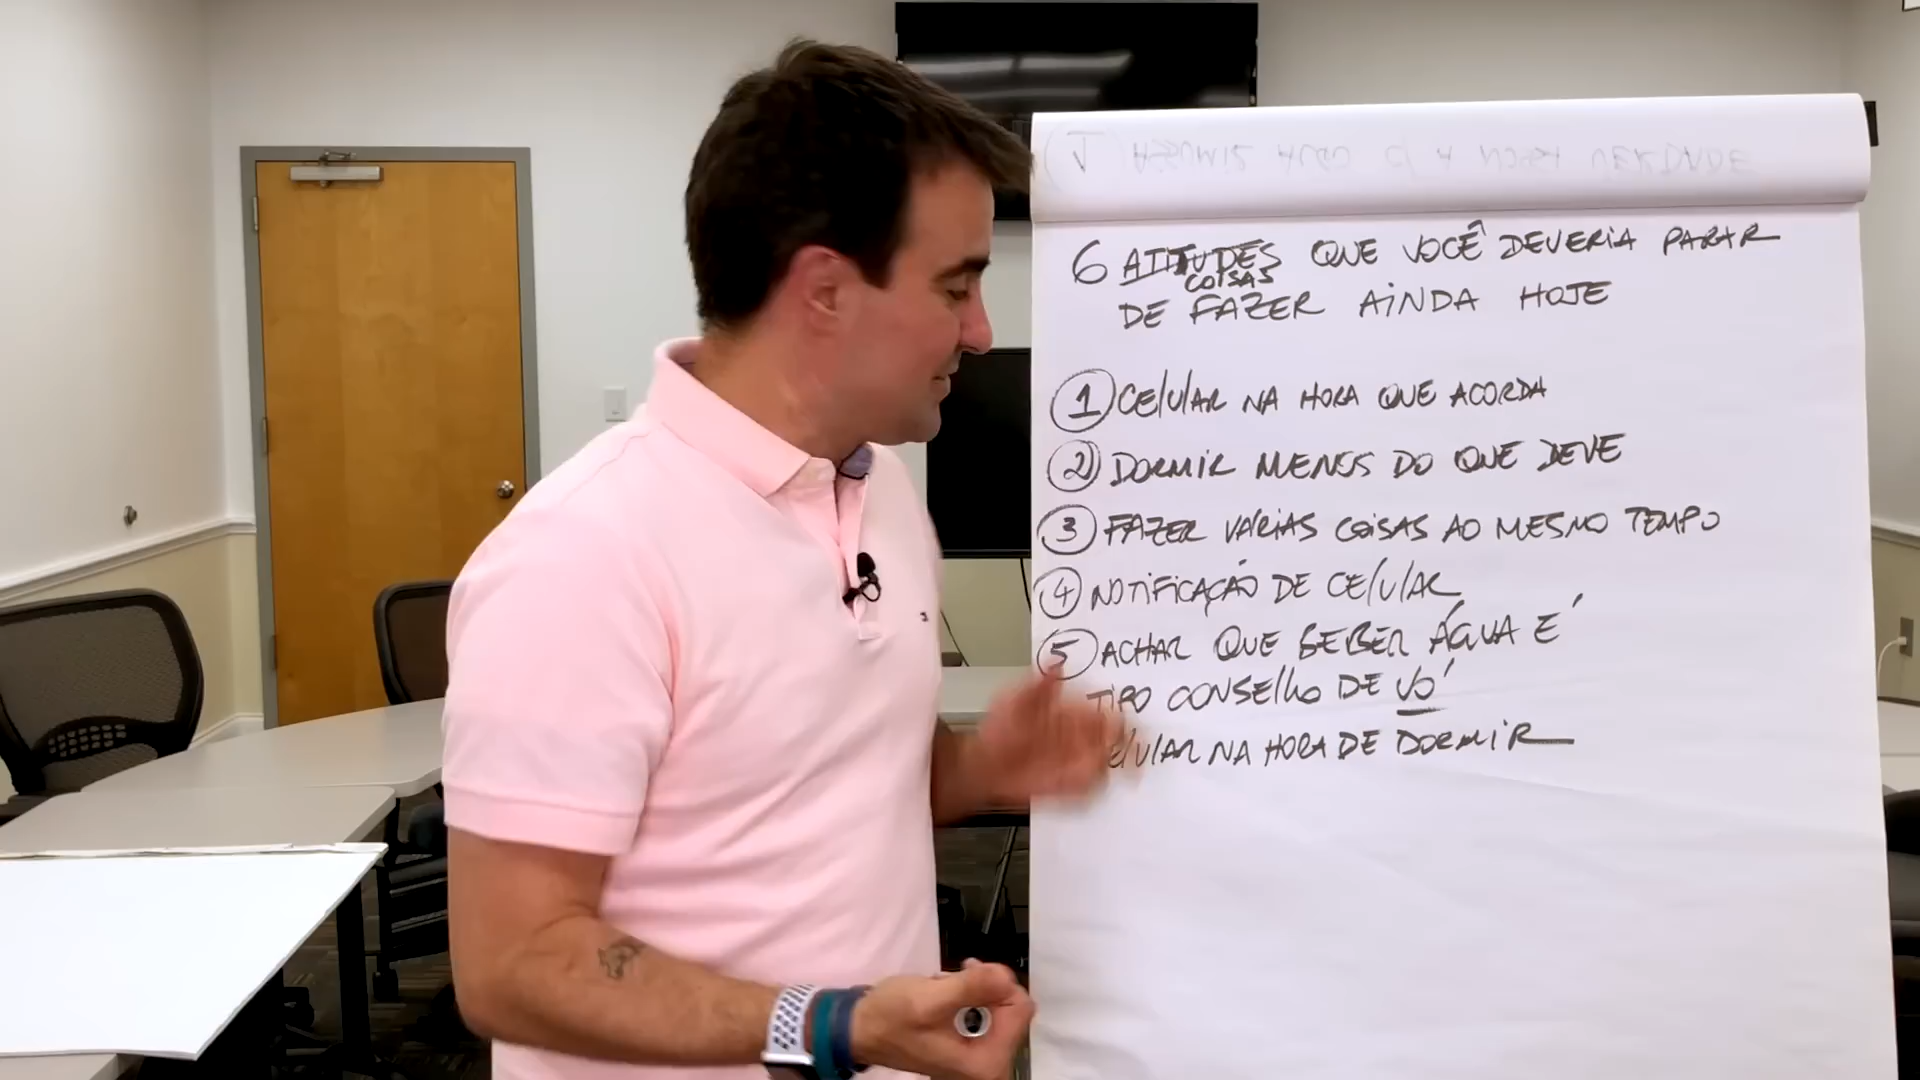 6 ATITUDES QUE VOCÊ DEVERIA PARAR
COISAS
DE FAZER AINDA HOJE
1 CELULAR NA HORA QUE ACORDA
2 DORMIR MENOS DO QUE DEVE
3 FAZER VÁRIAS COISAS AO MESMO TEMPO
4 NOTIFICAÇÃO DE CELULAR
5 ACHAR QUE BEBER ÁGUA É
TIPO CONSELHO DE VÓ
CELULAR NA HORA DE DORMIR